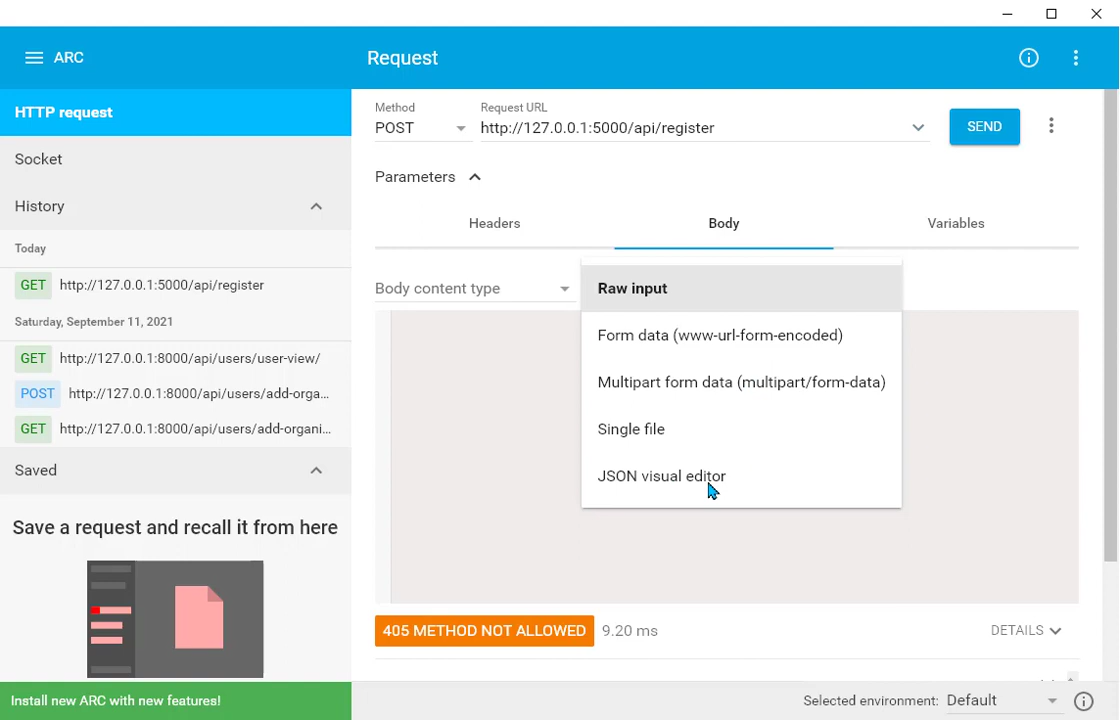 ARC
Request
HTTP request
Socket
History
Today
GET http://127.0.0.1:5000/api/register
Saturday, September 11, 2021
GET http://127.0.0.1:8000/api/users/user-view/
POST http://127.0.0.1:8000/api/users/add-orga...
GET http://127.0.0.1:8000/api/users/add-organi...
Saved
Save a request and recall it from here
Install new ARC with new features!
Method
POST
Request URL
http://127.0.0.1:5000/api/register
SEND
Parameters
Headers
Body
Variables
Body content type
Raw input
Form data (www-url-form-encoded)
Multipart form data (multipart/form-data)
Single file
JSON visual editor
405 METHOD NOT ALLOWED
9.20 ms
DETAILS
Selected environment: Default